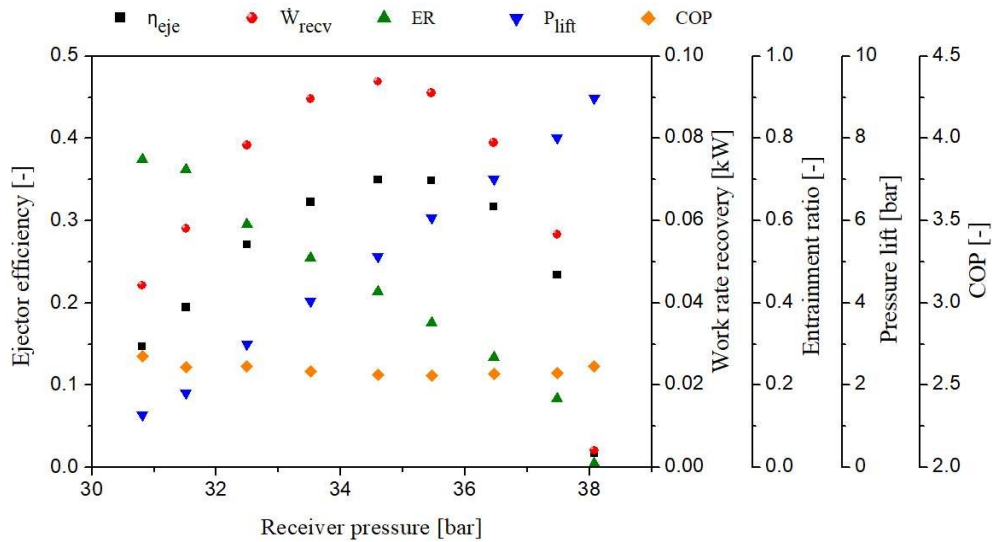 η_eje Ẇ_recv ER P_lift COP
0.5 0.10 1.0 10 4.5
0.4 0.08 0.8 8 4.0
0.3 0.06 0.6 6 3.5
0.2 0.04 0.4 4 3.0
0.1 0.02 0.2 2 2.5
0.0 0.00 0.0 0 2.0
30 32 34 36 38
Ejector efficiency [-]
Work rate recovery [kW]
Entrainment ratio [-]
Pressure lift [bar]
COP [-]
Receiver pressure [bar]